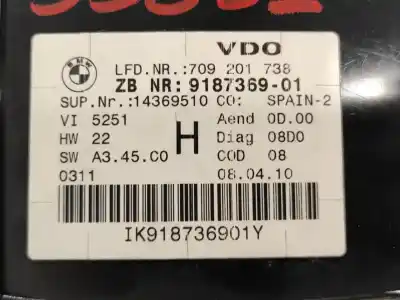 VDO
BMW
LFD.NR.:709 201 738
ZB NR: 9187369-01
SUP.Nr.:14369510 CO: SPAIN-2
VI 5251 Aend 0D.00
HW 22 H Diag 08D0
SW A3.45.C0 COD 08
0311 08.04.10
IK918736901Y